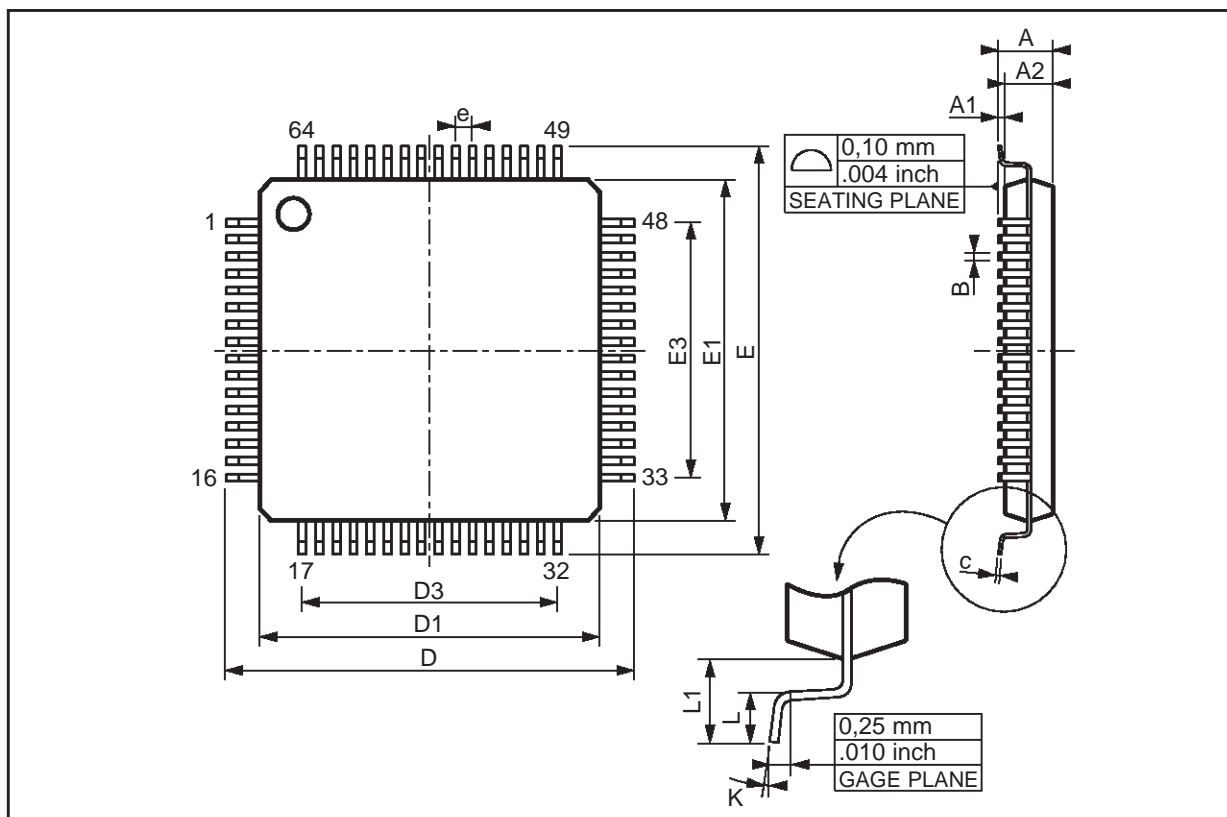 A
A2
A1
e
64
49
0,10 mm
.004 inch
SEATING PLANE
1
48
B
E3
E1
E
16
33
17
32
c
D3
D1
D
L1
L
0,25 mm
.010 inch
GAGE PLANE
K